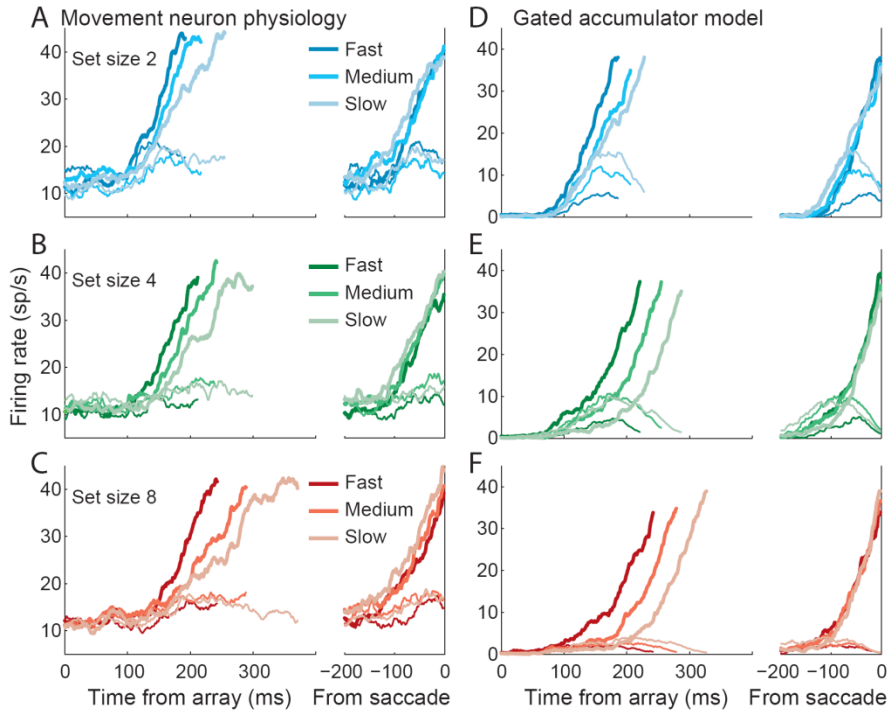 A Movement neuron physiology
D Gated accumulator model
Set size 2
Fast
Medium
Slow
40
30
20
10
40
30
20
10
0
B
E
Set size 4
Fast
Medium
Slow
Firing rate (sp/s)
40
30
20
10
40
30
20
10
0
C
F
Set size 8
Fast
Medium
Slow
40
30
20
10
40
30
20
10
0
0 100 200 300 −200 −100 0
0 100 200 300 −200 −100 0
Time from array (ms) From saccade
Time from array (ms) From saccade